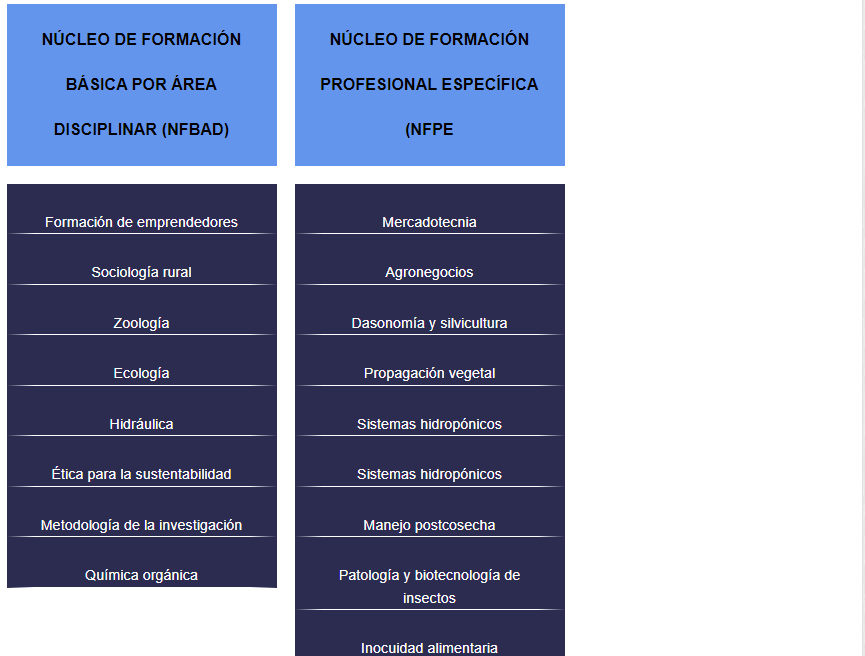 NÚCLEO DE FORMACIÓN
BÁSICA POR ÁREA
DISCIPLINAR (NFBAD)
Formación de emprendedores
Sociología rural
Zoología
Ecología
Hidráulica
Ética para la sustentabilidad
Metodología de la investigación
Química orgánica
NÚCLEO DE FORMACIÓN
PROFESIONAL ESPECÍFICA
(NFPE
Mercadotecnia
Agronegocios
Dasonomía y silvicultura
Propagación vegetal
Sistemas hidropónicos
Sistemas hidropónicos
Manejo postcosecha
Patología y biotecnología de
insectos
Inocuidad alimentaria